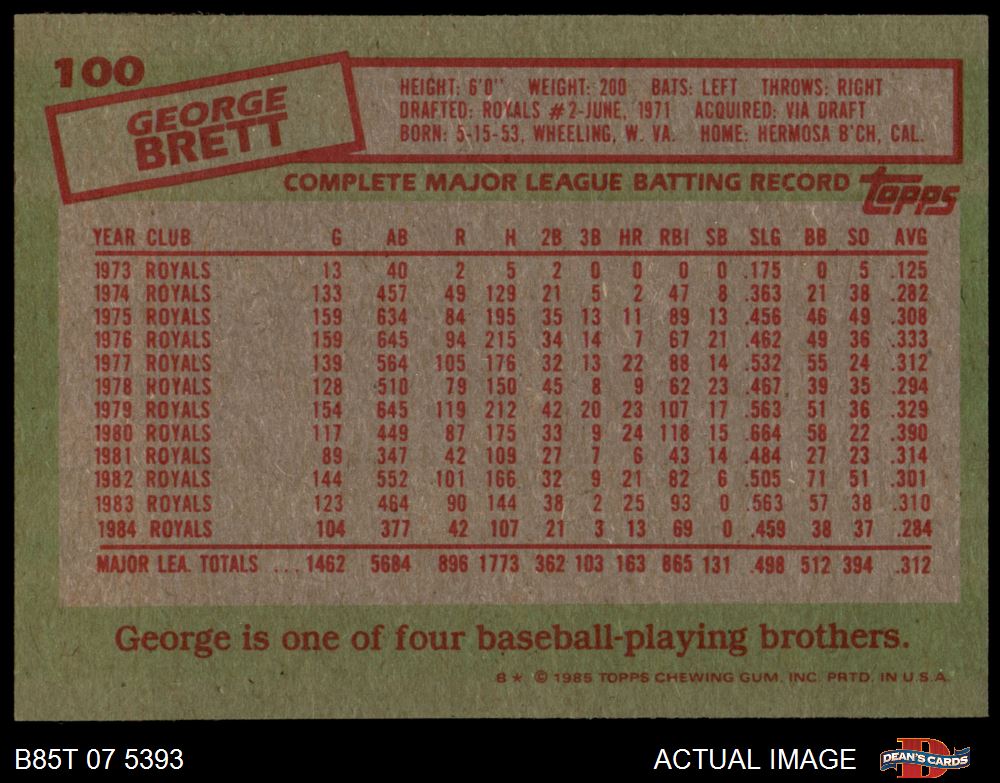 100
GEORGE
BRETT
HEIGHT: 6'0" WEIGHT: 200 BATS: LEFT THROWS: RIGHT
DRAFTED: ROYALS #2-JUNE, 1971 ACQUIRED: VIA DRAFT
BORN: 5-15-53, WHEELING, W. VA. HOME: HERMOSA B'CH, CAL.
COMPLETE MAJOR LEAGUE BATTING RECORD topps
YEAR CLUB G AB R H 2B 3B HR RBI SB SLG BB SO AVG
1973 ROYALS 13 40 2 5 2 0 0 0 0 .175 0 5 .125
1974 ROYALS 133 457 49 129 21 5 2 47 8 .363 21 38 .282
1975 ROYALS 159 634 84 195 35 13 11 89 13 .456 46 49 .308
1976 ROYALS 159 645 94 215 34 14 7 67 21 .462 49 36 .333
1977 ROYALS 139 564 105 176 32 13 22 88 14 .532 55 24 .312
1978 ROYALS 128 510 79 150 45 8 9 62 23 .467 39 35 .294
1979 ROYALS 154 645 119 212 42 20 23 107 17 .563 51 36 .329
1980 ROYALS 117 449 87 175 33 9 24 118 15 .664 58 22 .390
1981 ROYALS 89 347 42 109 27 7 6 43 14 .484 27 23 .314
1982 ROYALS 144 552 101 166 32 9 21 82 6 .505 71 51 .301
1983 ROYALS 123 464 90 144 38 2 25 93 0 .563 57 38 .310
1984 ROYALS 104 377 42 107 21 3 13 69 0 .459 38 37 .284
MAJOR LEA. TOTALS ... 1462 5684 896 1773 362 103 163 865 131 .498 512 394 .312
George is one of four baseball-playing brothers.
8* © 1985 TOPPS CHEWING GUM, INC. PRTD. IN U.S.A.
B85T 07 5393 ACTUAL IMAGE D DEAN'S CARDS